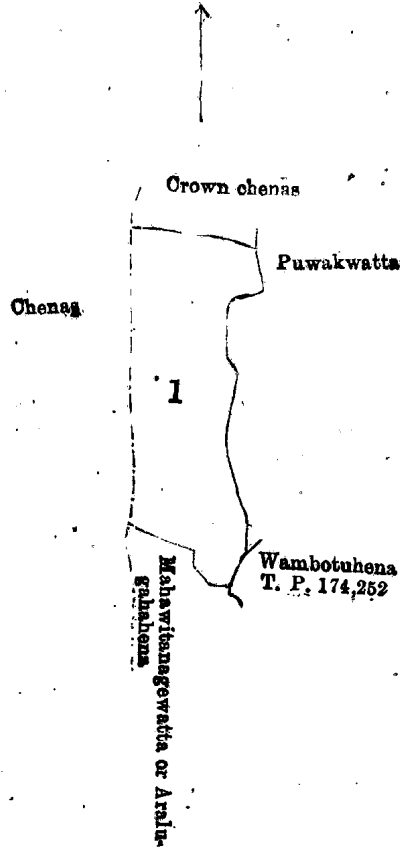 Crown chenas
Puwakwatta
Chenas
1
Wambotuhena
T. P. 174,252
Mahawitanagewatta or Aralu-
gahahena